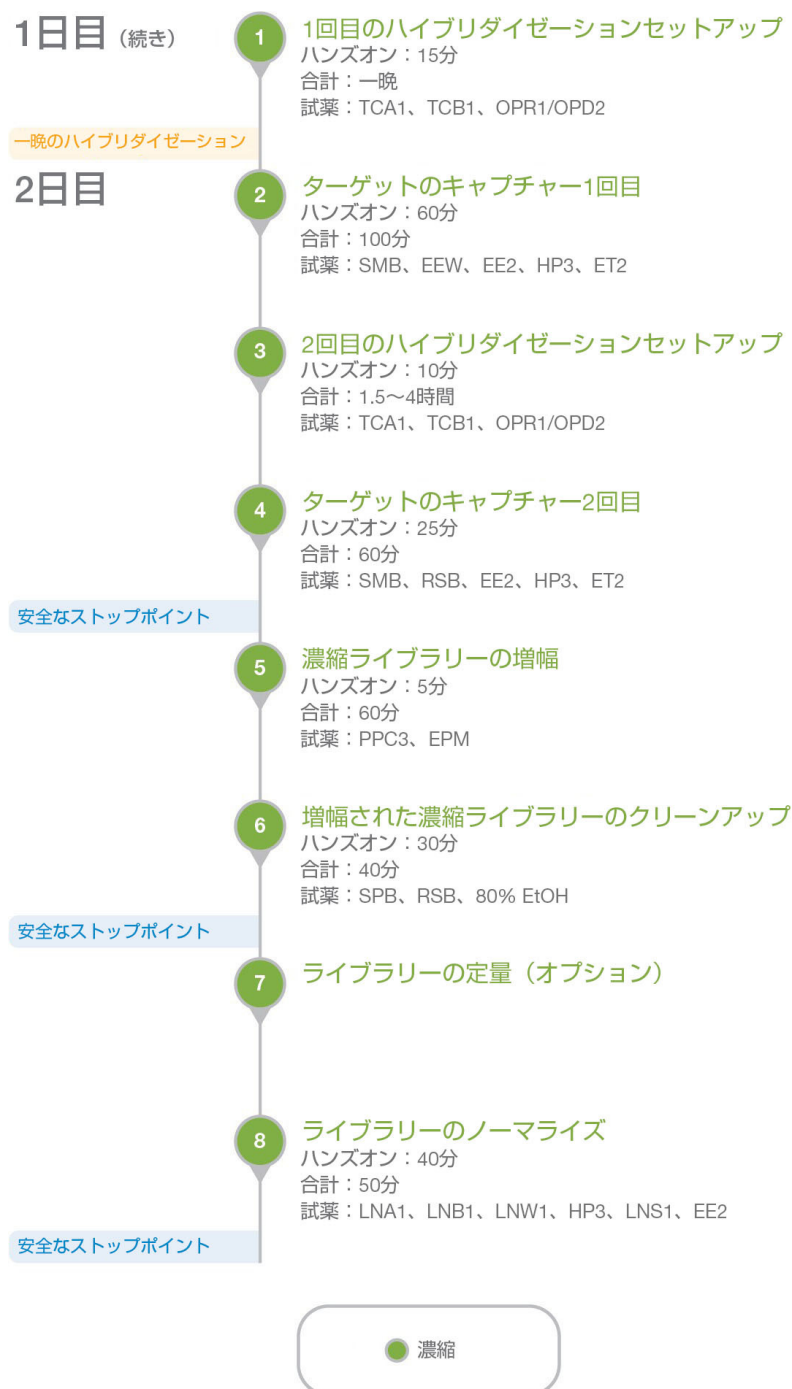 1日目（続き）
1
1回目のハイブリダイゼーションセットアップ
ハンズオン：15分
合計：一晩
試薬：TCA1、TCB1、OPR1/OPD2
一晩のハイブリダイゼーション
2日目
2
ターゲットのキャプチャー1回目
ハンズオン：60分
合計：100分
試薬：SMB、EEW、EE2、HP3、ET2
3
2回目のハイブリダイゼーションセットアップ
ハンズオン：10分
合計：1.5～4時間
試薬：TCA1、TCB1、OPR1/OPD2
4
ターゲットのキャプチャー2回目
ハンズオン：25分
合計：60分
試薬：SMB、RSB、EE2、HP3、ET2
安全なストップポイント
5
濃縮ライブラリーの増幅
ハンズオン：5分
合計：60分
試薬：PPC3、EPM
6
増幅された濃縮ライブラリーのクリーンアップ
ハンズオン：30分
合計：40分
試薬：SPB、RSB、80% EtOH
安全なストップポイント
7
ライブラリーの定量（オプション）
8
ライブラリーのノーマライズ
ハンズオン：40分
合計：50分
試薬：LNA1、LNB1、LNW1、HP3、LNS1、EE2
安全なストップポイント
濃縮